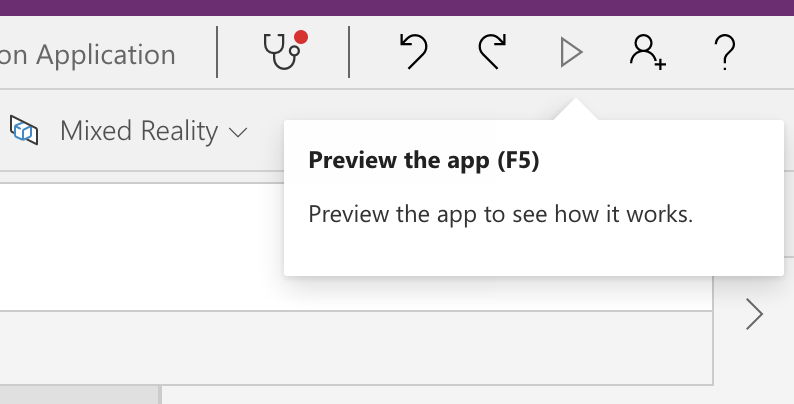 on Application
Mixed Reality
Preview the app (F5)
Preview the app to see how it works.